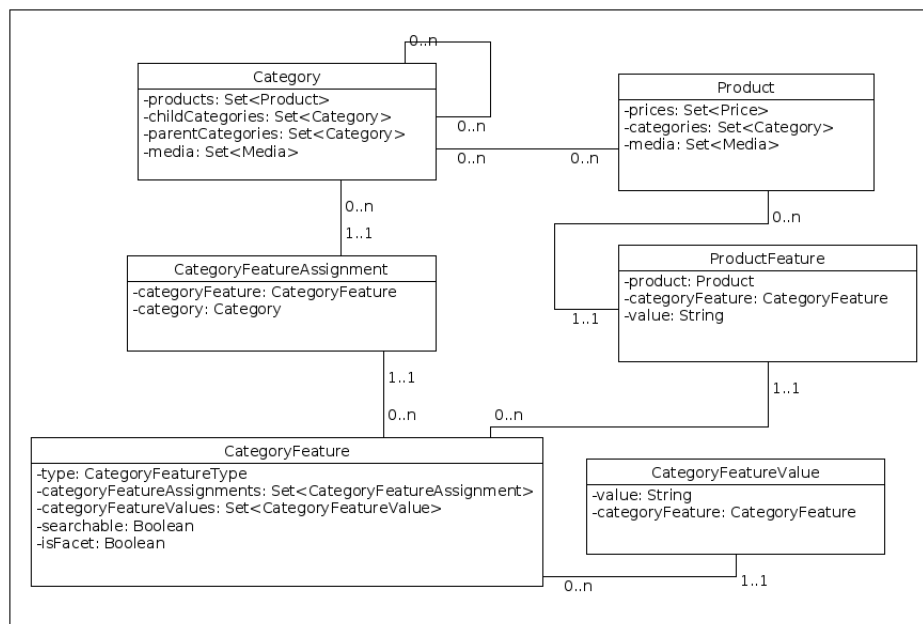 0..n
Category
-products: Set<Product>
-childCategories: Set<Category>
-parentCategories: Set<Category>
-media: Set<Media>
0..n
0..n
0..n
Product
-prices: Set<Price>
-categories: Set<Category>
-media: Set<Media>
0..n
1..1
0..n
1..1
CategoryFeatureAssignment
-categoryFeature: CategoryFeature
-category: Category
ProductFeature
-product: Product
-categoryFeature: CategoryFeature
-value: String
1..1
0..n
1..1
0..n
CategoryFeature
-type: CategoryFeatureType
-categoryFeatureAssignments: Set<CategoryFeatureAssignment>
-categoryFeatureValues: Set<CategoryFeatureValue>
-searchable: Boolean
-isFacet: Boolean
CategoryFeatureValue
-value: String
-categoryFeature: CategoryFeature
0..n
1..1